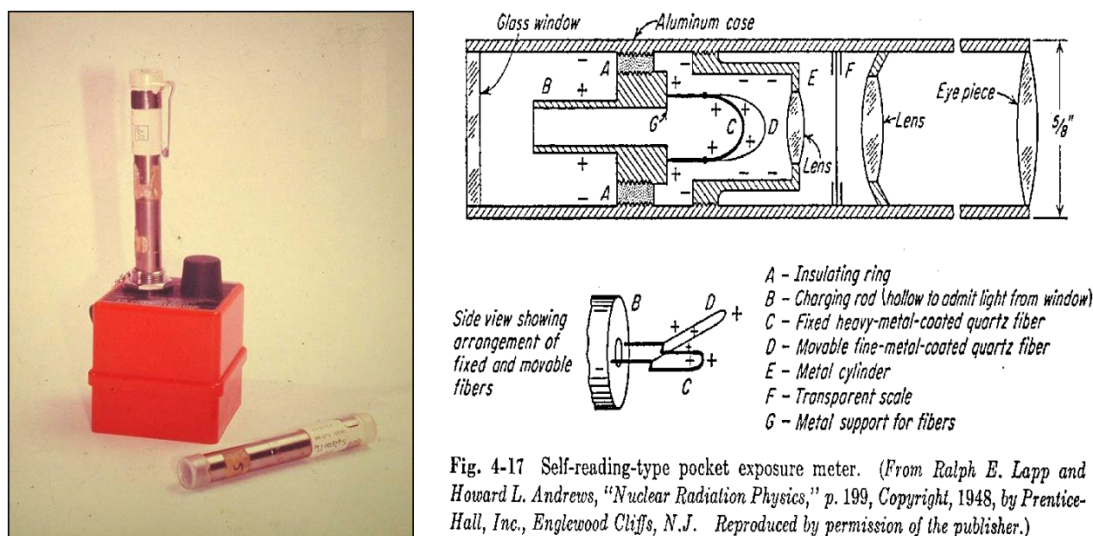 Glass window
Aluminum case
A
B
G
C
D
E
F
Lens
Lens
Eye piece
5/8"
A
Side view showing
arrangement of
fixed and movable
fibers
B
D
C
A - Insulating ring
B - Charging rod (hollow to admit light from window)
C - Fixed heavy-metal-coated quartz fiber
D - Movable fine-metal-coated quartz fiber
E - Metal cylinder
F - Transparent scale
G - Metal support for fibers
Fig. 4-17 Self-reading-type pocket exposure meter. (From Ralph E. Lapp and
Howard L. Andrews, "Nuclear Radiation Physics," p. 199, Copyright, 1948, by Prentice-
Hall, Inc., Englewood Cliffs, N.J. Reproduced by permission of the publisher.)